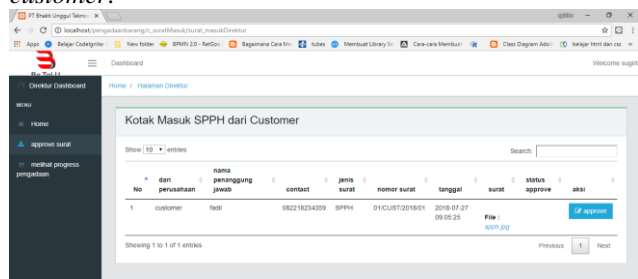 customer.
PT Bhakti Unggul Teknov
localhost/pengadaanbarang/c_suratMasuk/surat_masukDirektur
Apps Belajar CodeIgniter New folder BPMN 2.0 - RetGoo Bagaimana Cara Me tubes Membuat Library Se Cara-cara Membuat Class Diagram Adal belajar html dan css »
Dashboard
Welcome sugirt
Direktur Dashboard
Home / Halaman Direktur
MENU
Home
approve surat
melihat progress pengadaan
Kotak Masuk SPPH dari Customer
Show 10 entries
Search:
No dari perusahaan nama penanggung jawab contact jenis surat nomor surat tanggal surat status approve aksi
1 customer fadil 082218234359 SPPH 01/CUST/2018/01 2018-07-27 09:05:25 File : spph.jpg approve
Showing 1 to 1 of 1 entries
Previous 1 Next